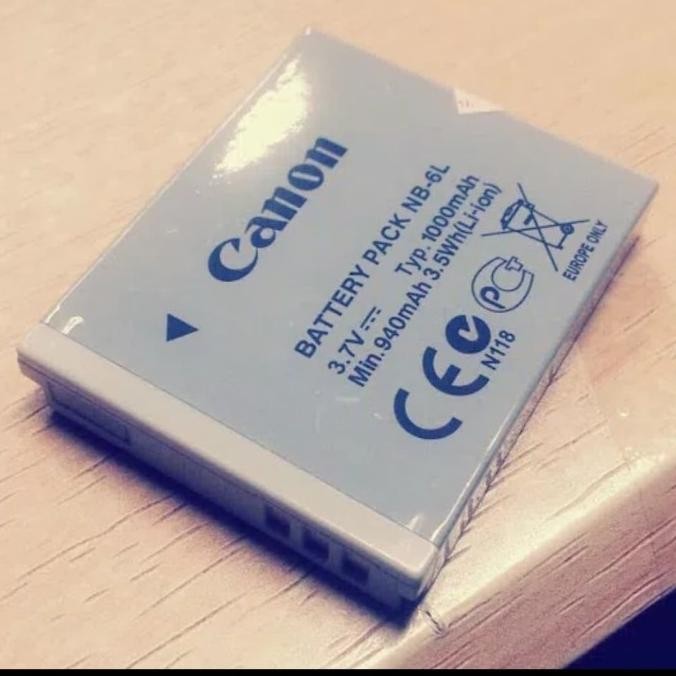 Canon
BATTERY PACK NB-6L
3.7V⎓ Typ. 1000mAh
Min. 940mAh 3.5Wh(Li-ion)
CE
N118
EUROPE ONLY